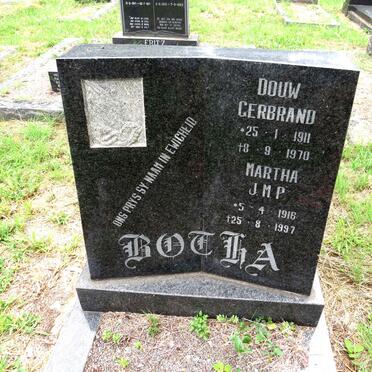 FRITZ
ONS PRYS SY NAAM IN EWIGHEID
DOUW
GERBRAND
*25 - 1 - 1911
†8 - 9 - 1970
MARTHA
J.M.P.
*5 - 4 - 1916
†25 - 8 - 1997
BOTHA